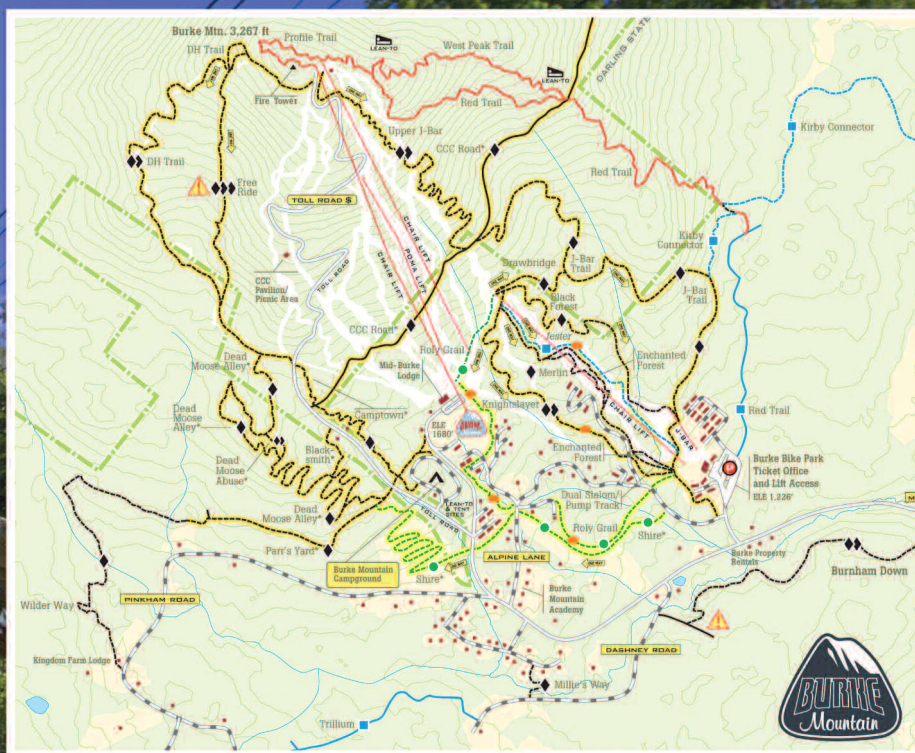 Burke Mtn. 3,267 ft
Profile Trail
LEAN-TO
West Peak Trail
DARLING STATE
DH Trail
Fire Tower
LEAN-TO
Red Trail
Kirby Connector
Upper J-Bar
CCC Road*
DH Trail
Free
Ride
Red Trail
TOLL ROAD $
CHAIR LIFT
POMA LIFT
CHAIR LIFT
Kirby
Connector
Drawbridge
J-Bar
Trail
TOLL ROAD
CCC
Pavilion/
Picnic Area
Black
Forest
J-Bar
Trail
CCC Road*
Jester
Roly Grail
Enchanted
Forest
Dead
Moose Alley*
Mid-Burke
Lodge
Merlin
Knightslayer
CHAIR LIFT
J-BAR
Dead
Moose
Alley*
Camptown*
ELE
1680'
Red Trail
Black-
smith*
Enchanted
Forest
Burke Bike Park
Ticket Office
and Lift Access
ELE 1,226'
Dead
Moose
Abuse*
Dual Slalom/
Pump Track
LEAN-TO
& TENT
SITES
Dead
Moose Alley*
TOLL ROAD
Roly Grail
Shire*
Parr's Yard*
ONE WAY
ALPINE LANE
Burke Property
Rentals
Burke Mountain
Campground
Shire*
Burnham Down
PINKHAM ROAD
Burke
Mountain
Academy
Wilder Way
DASHNEY ROAD
Kingdom Farm Lodge
Millie's Way
BURKE
Mountain
Trillium